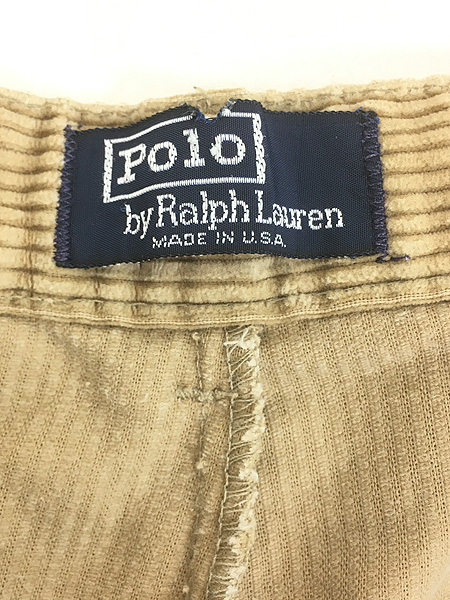 Polo
by Ralph Lauren
MADE IN U.S.A.